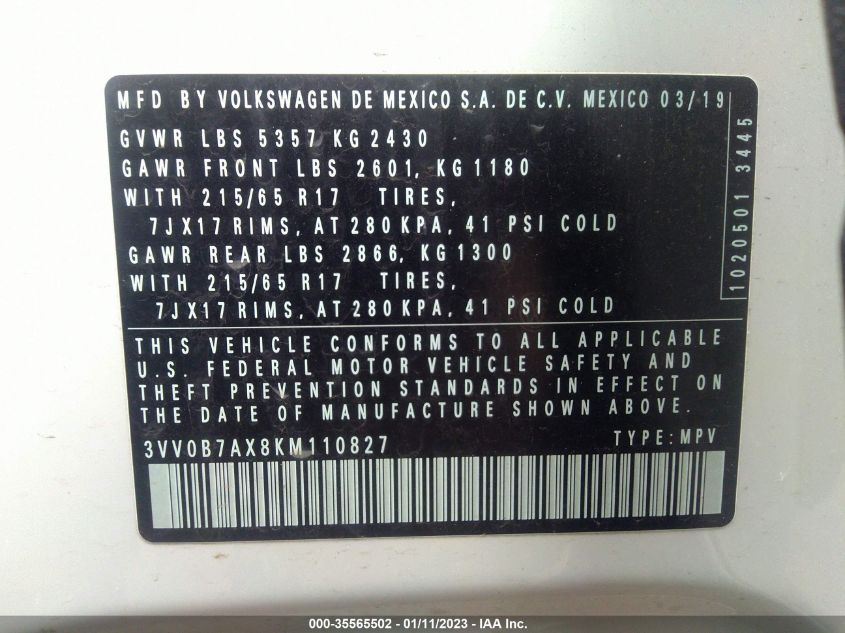 MFD BY VOLKSWAGEN DE MEXICO S.A. DE C.V. MEXICO 03/19
GVWR LBS 5357 KG 2430
GAWR FRONT LBS 2601, KG 1180
WITH 215/65 R17 TIRES,
7JX17 RIMS, AT 280 KPA, 41 PSI COLD
GAWR REAR LBS 2866, KG 1300
WITH 215/65 R17 TIRES,
7JX17 RIMS, AT 280 KPA, 41 PSI COLD
1020501 3445
THIS VEHICLE CONFORMS TO ALL APPLICABLE
U.S. FEDERAL MOTOR VEHICLE SAFETY AND
THEFT PREVENTION STANDARDS IN EFFECT ON
THE DATE OF MANUFACTURE SHOWN ABOVE.
3VV0B7AX8KM110827 TYPE: MPV
000-35565502 - 01/11/2023 - IAA Inc.